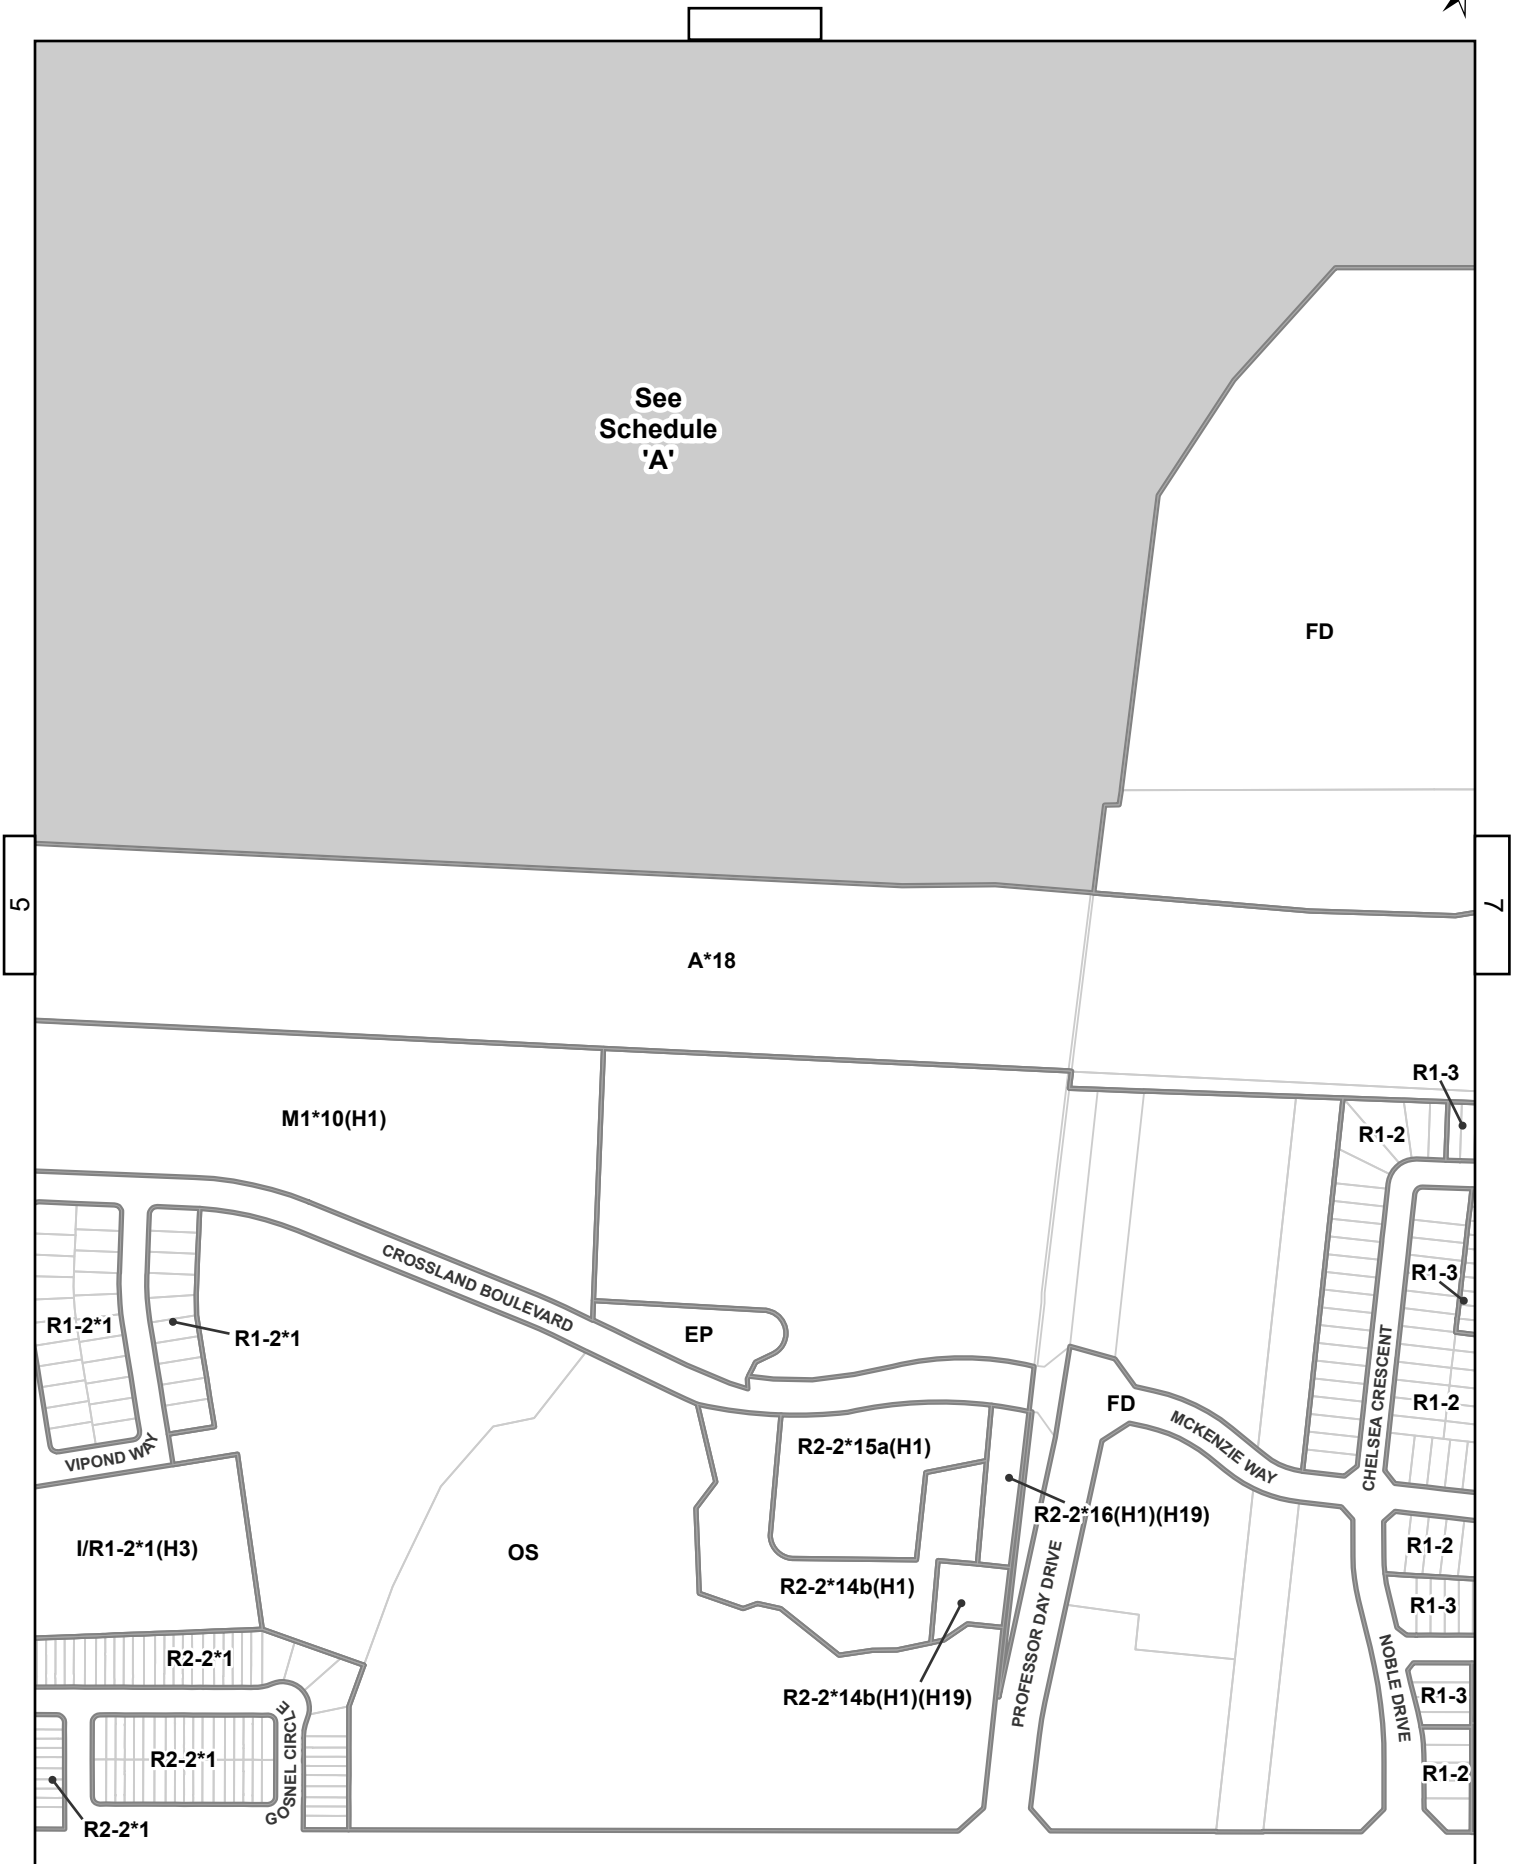 See
Schedule
'A'
FD
5
7
A*18
R1-3
M1*10(H1)
R1-2
CROSSLAND BOULEVARD
R1-3
R1-2*1
R1-2*1
EP
CHELSEA CRESCENT
R1-2
FD
MCKENZIE WAY
VIPOND WAY
R2-2*15a(H1)
R2-2*16(H1)(H19)
I/R1-2*1(H3)
OS
R1-2
R2-2*14b(H1)
PROFESSOR DAY DRIVE
R1-3
R2-2*1
NOBLE DRIVE
R2-2*14b(H1)(H19)
R1-3
R2-2*1
GOSNEL CIRCLE
R1-2
R2-2*1